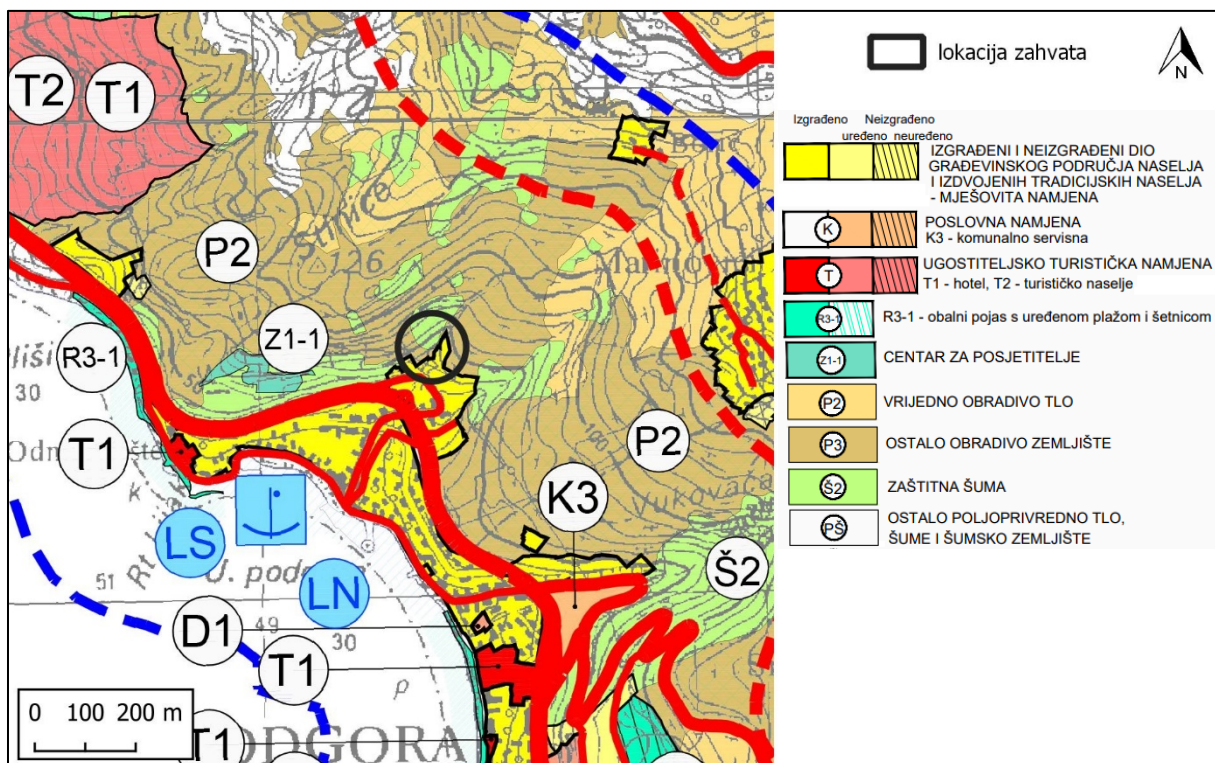 T2
T1
P2
126
R3-1
Z1-1
30
T1
P2
100
K3
LS
LN
51
Rt
U. pod
Š2
D1
49
30
T1
0 100 200 m
T1
ODGORA
lokacija zahvata
N
Izgrađeno Neizgrađeno
uređeno neuređeno
IZGRAĐENI I NEIZGRAĐENI DIO
GRAĐEVINSKOG PODRUČJA NASELJA
I IZDVOJENIH TRADICIJSKIH NASELJA
- MJEŠOVITA NAMJENA
K POSLOVNA NAMJENA
K3 - komunalno servisna
T UGOSTITELJSKO TURISTIČKA NAMJENA
T1 - hotel, T2 - turističko naselje
R3-1 R3-1 - obalni pojas s uređenom plažom i šetnicom
Z1-1 CENTAR ZA POSJETITELJE
P2 VRIJEDNO OBRADIVO TLO
P3 OSTALO OBRADIVO ZEMLJIŠTE
Š2 ZAŠTITNA ŠUMA
PŠ OSTALO POLJOPRIVREDNO TLO,
ŠUME I ŠUMSKO ZEMLJIŠTE